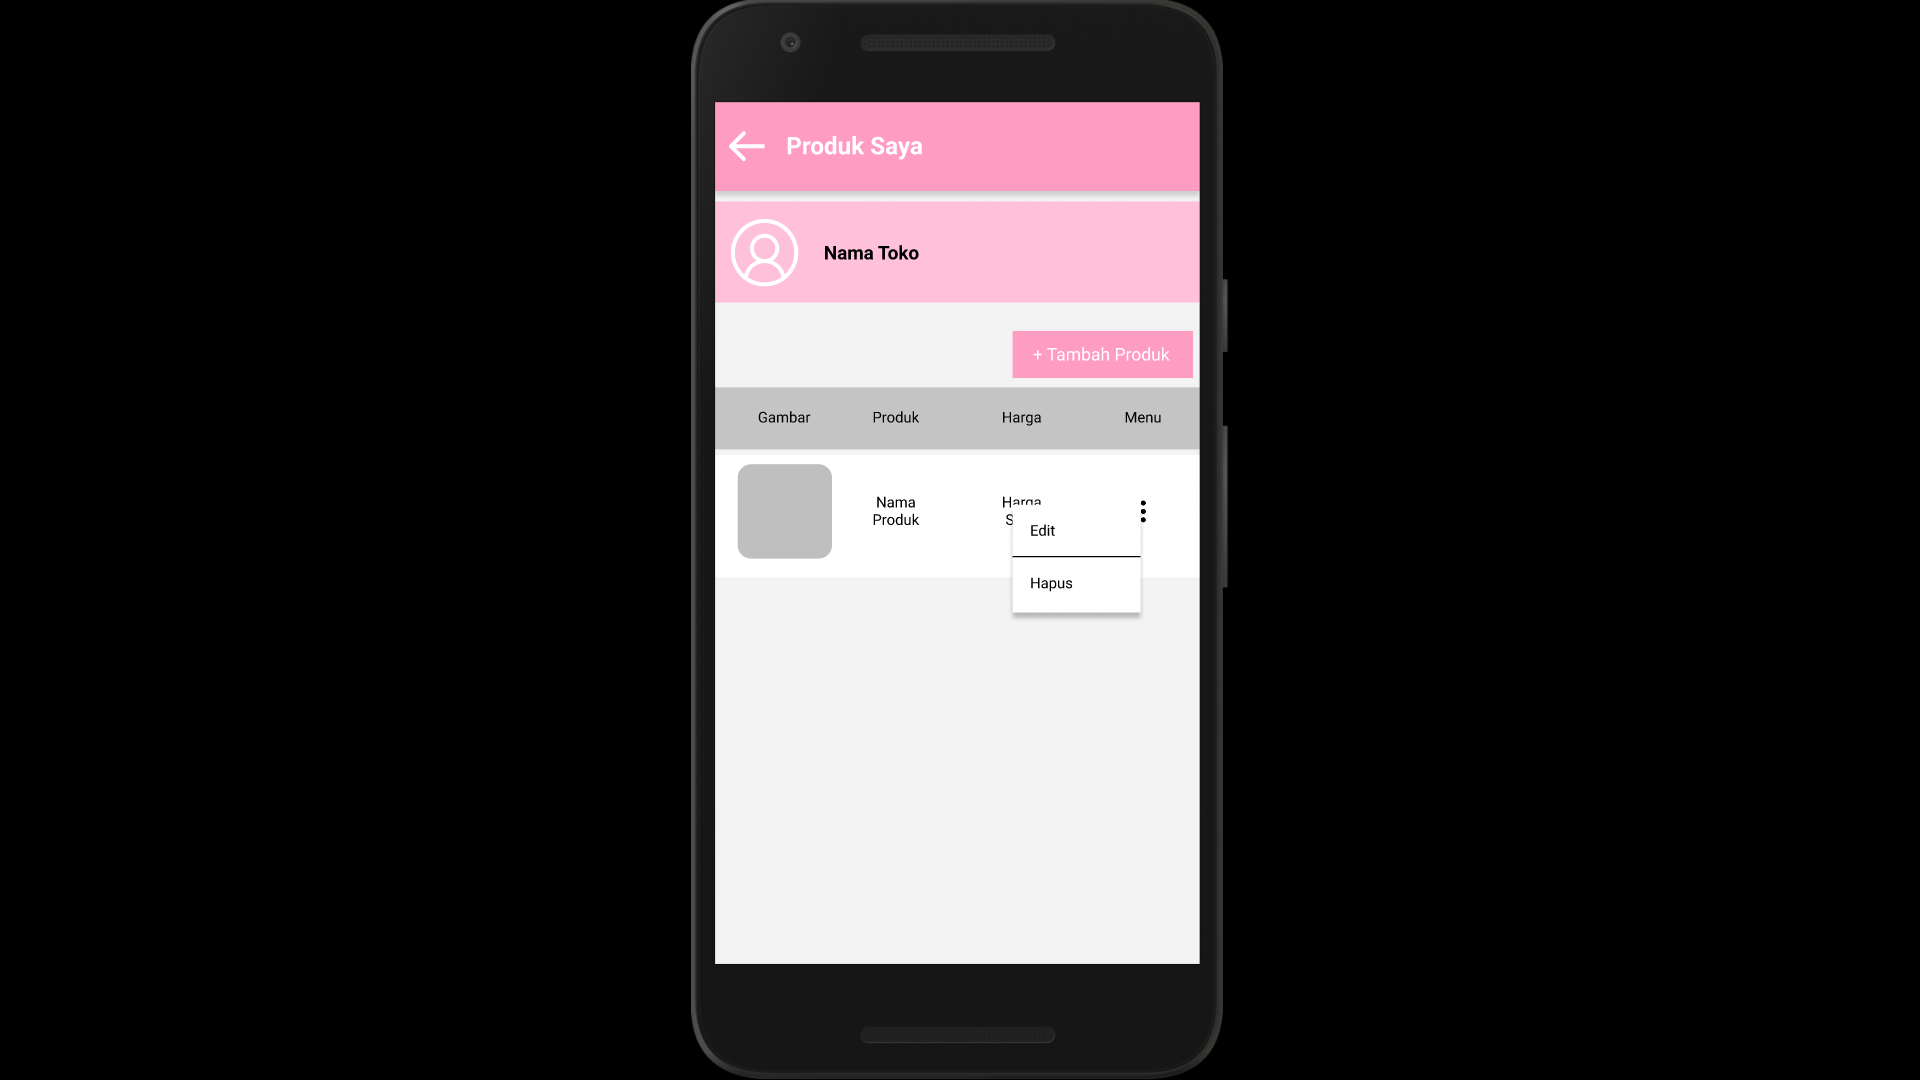 Produk Saya
Nama Toko
+ Tambah Produk
Gambar Produk Harga Menu
Nama Harga
Produk S
Edit
Hapus